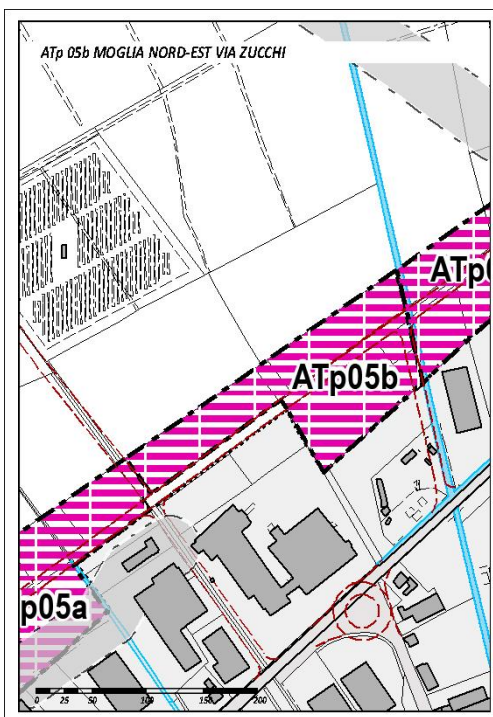 ATp 05b MOGLIA NORD-EST VIA ZUCCHI
ATp0
ATp05b
p05a
0 25 50 100 150 200